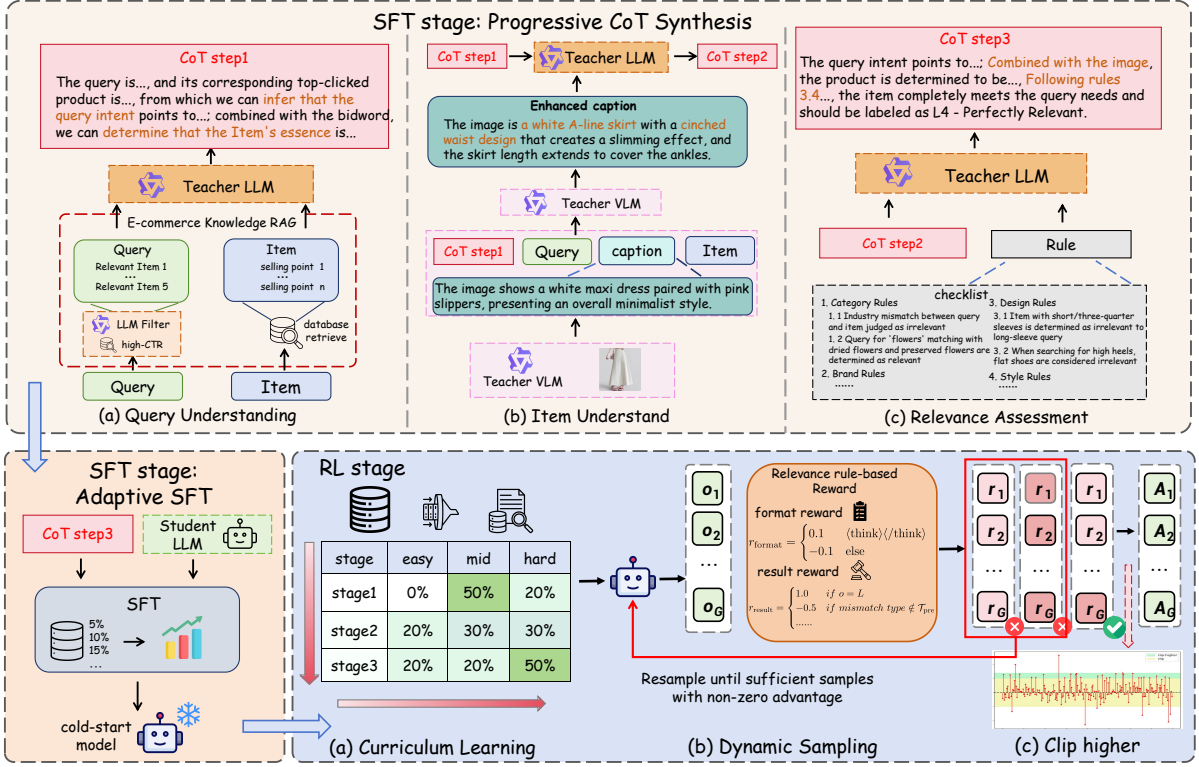 SFT stage: Progressive CoT Synthesis
CoT step1
The query is..., and its corresponding top-clicked
product is..., from which we can infer that the
query intent points to...; combined with the bidword,
we can determine that the Item's essence is...
Teacher LLM
E-commerce Knowledge RAG
Query
Relevant Item 1
...
Relevant Item 5
Item
selling point 1
...
selling point n
LLM Filter
high-CTR
database
retrieve
Query
Item
(a) Query Understanding
CoT step1
Teacher LLM
CoT step2
Enhanced caption
The image is a white A-line skirt with a cinched
waist design that creates a slimming effect, and
the skirt length extends to cover the ankles.
Teacher VLM
CoT step1
Query
caption
Item
The image shows a white maxi dress paired with pink
slippers, presenting an overall minimalist style.
Teacher VLM
(b) Item Understand
CoT step3
The query intent points to...; Combined with the image,
the product is determined to be..., Following rules
3.4..., the item completely meets the query needs and
should be labeled as L4 - Perfectly Relevant.
Teacher LLM
CoT step2
Rule
checklist
1. Category Rules
1. 1 Industry mismatch between query
and item judged as irrelevant
1. 2 Query for 'flowers' matching with
dried flowers and preserved flowers are
determined as relevant
2. Brand Rules
......
3. Design Rules
3. 1 Item with short/three-quarter
sleeves is determined as irrelevant to
long-sleeve query
3. 2 When searching for high heels,
flat shoes are considered irrelevant
4. Style Rules
......
(c) Relevance Assessment
SFT stage:
Adaptive SFT
CoT step3
Student
LLM
SFT
5%
10%
15%
...
cold-start
model
RL stage
stage easy mid hard
stage1 0% 50% 20%
stage2 20% 30% 30%
stage3 20% 20% 50%
(a) Curriculum Learning
o1
o2
...
oG
Relevance rule-based
Reward
format reward
r_format = { 0.1 ⟨think⟩⟨/think⟩
−0.1 else
result reward
r_result = { 1.0 if o = L
−0.5 if mismatch type ∉ T_pre
......
Resample until sufficient samples
with non-zero advantage
(b) Dynamic Sampling
r1 r1 r1 A1
r2 r2 r2 A2
... ... ... ...
rG rG rG AG
Clip higher
(c) Clip higher